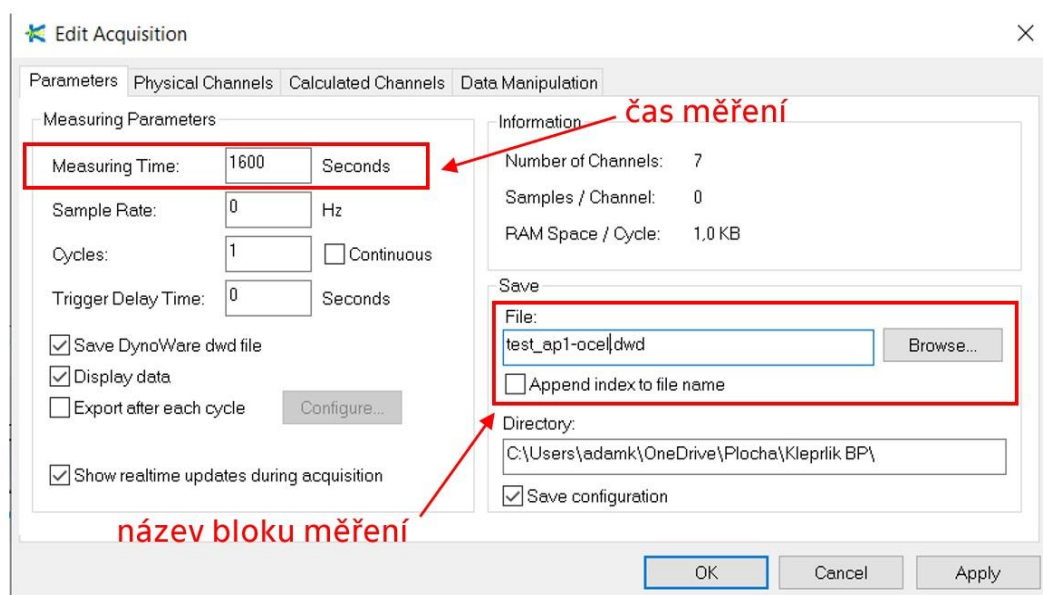 Edit Acquisition
Parameters Physical Channels Calculated Channels Data Manipulation
čas měření
Measuring Parameters
Measuring Time: 1600 Seconds
Sample Rate: 0 Hz
Cycles: 1 Continuous
Trigger Delay Time: 0 Seconds
Save DynoWare dwd file
Display data
Export after each cycle Configure...
Show realtime updates during acquisition
název bloku měření
Information
Number of Channels: 7
Samples / Channel: 0
RAM Space / Cycle: 1,0 KB
Save
File:
test_ap1-ocel.dwd Browse...
Append index to file name
Directory:
C:\Users\adamk\OneDrive\Plocha\Kleprlik BP\
Save configuration
OK Cancel Apply